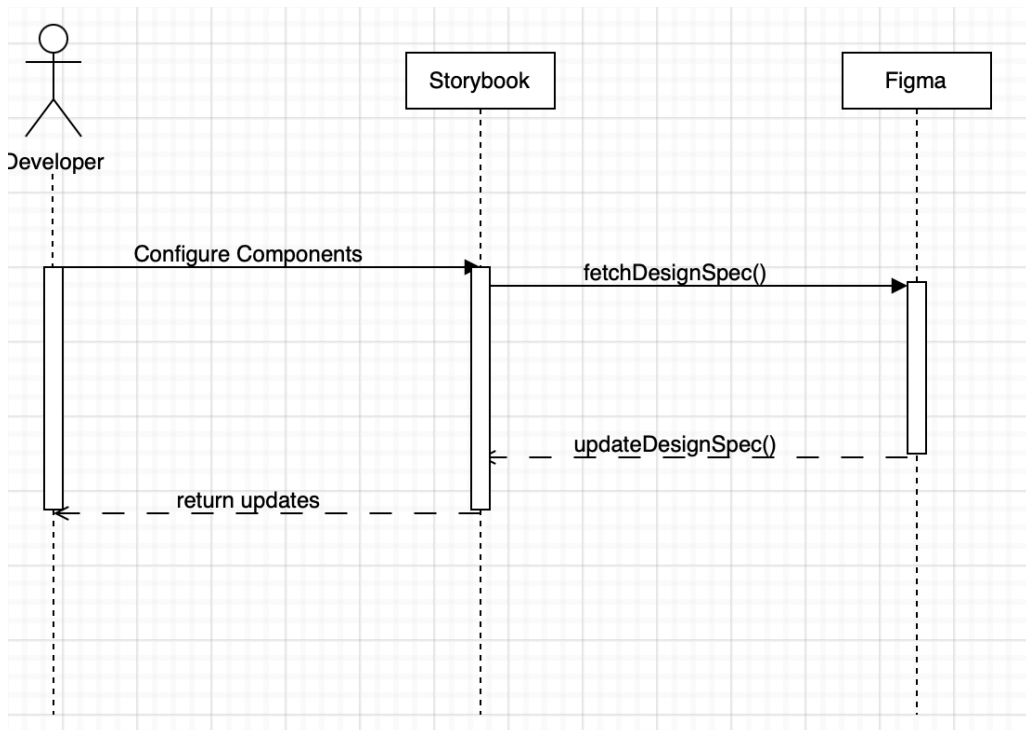 Storybook
Figma
Developer
Configure Components
fetchDesignSpec()
updateDesignSpec()
return updates